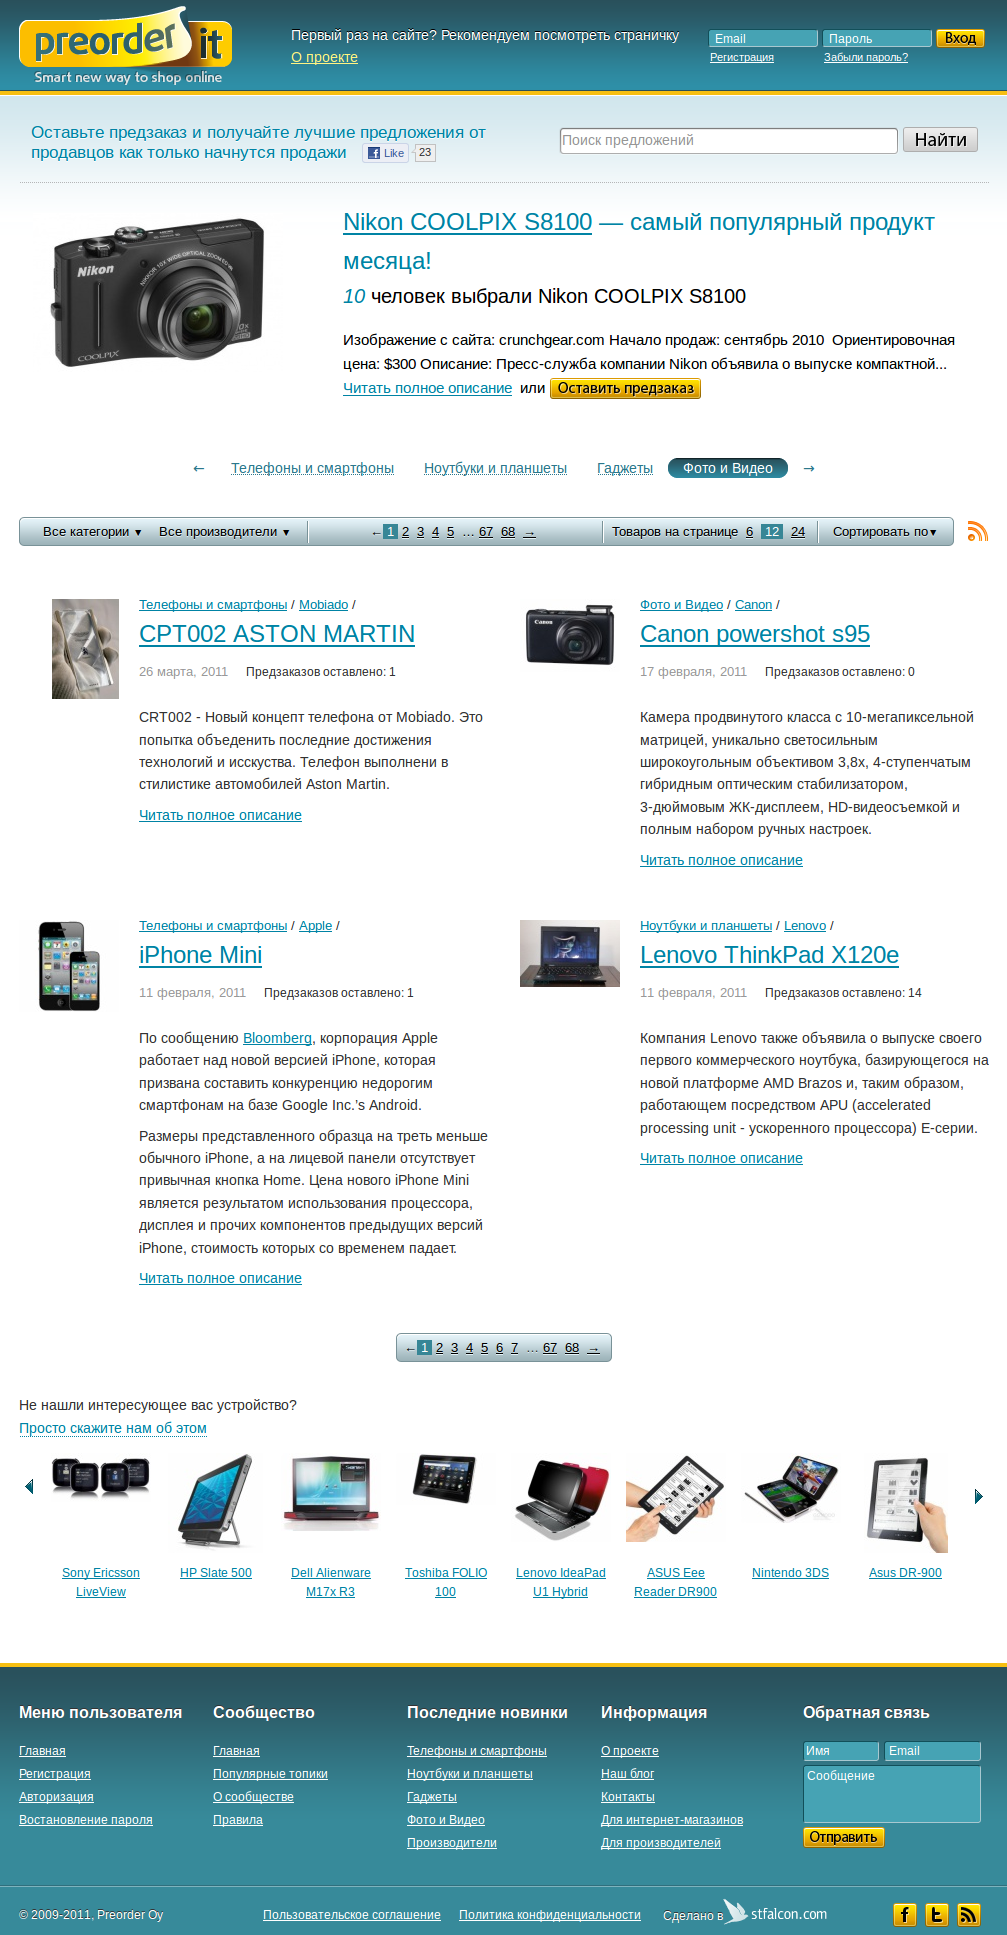 preorder it
Smart new way to shop online
Первый раз на сайте? Рекомендуем посмотреть страничку
О проекте
Email Пароль Вход
Регистрация Забыли пароль?
Оставьте предзаказ и получайте лучшие предложения от
продавцов как только начнутся продажи Like 23
Поиск предложений Найти
Nikon COOLPIX S8100 — самый популярный продукт
месяца!
10 человек выбрали Nikon COOLPIX S8100
Изображение с сайта: crunchgear.com Начало продаж: сентябрь 2010 Ориентировочная
цена: $300 Описание: Пресс-служба компании Nikon объявила о выпуске компактной...
Читать полное описание или Оставить предзаказ
← Телефоны и смартфоны Ноутбуки и планшеты Гаджеты Фото и Видео →
Все категории ▼ Все производители ▼ ← 1 2 3 4 5 ... 67 68 → Товаров на странице 6 12 24 Сортировать по ▼
Телефоны и смартфоны / Mobiado /
CPT002 ASTON MARTIN
26 марта, 2011 Предзаказов оставлено: 1
CRT002 - Новый концепт телефона от Mobiado. Это
попытка объеденить последние достижения
технологий и исскуства. Телефон выполнени в
стилистике автомобилей Aston Martin.
Читать полное описание
Фото и Видео / Canon /
Canon powershot s95
17 февраля, 2011 Предзаказов оставлено: 0
Камера продвинутого класса с 10-мегапиксельной
матрицей, уникально светосильным
широкоугольным объективом 3,8x, 4-ступенчатым
гибридным оптическим стабилизатором,
3-дюймовым ЖК-дисплеем, HD-видеосъемкой и
полным набором ручных настроек.
Читать полное описание
Телефоны и смартфоны / Apple /
iPhone Mini
11 февраля, 2011 Предзаказов оставлено: 1
По сообщению Bloomberg, корпорация Apple
работает над новой версией iPhone, которая
призвана составить конкуренцию недорогим
смартфонам на базе Google Inc.'s Android.
Размеры представленного образца на треть меньше
обычного iPhone, а на лицевой панели отсутствует
привычная кнопка Home. Цена нового iPhone Mini
является результатом использования процессора,
дисплея и прочих компонентов предыдущих версий
iPhone, стоимость которых со временем падает.
Читать полное описание
Ноутбуки и планшеты / Lenovo /
Lenovo ThinkPad X120e
11 февраля, 2011 Предзаказов оставлено: 14
Компания Lenovo также объявила о выпуске своего
первого коммерческого ноутбука, базирующегося на
новой платформе AMD Brazos и, таким образом,
работающем посредством APU (accelerated
processing unit - ускоренного процессора) E-серии.
Читать полное описание
← 1 2 3 4 5 6 7 ... 67 68 →
Не нашли интересующее вас устройство?
Просто скажите нам об этом
Sony Ericsson LiveView
HP Slate 500
Dell Alienware M17x R3
Toshiba FOLIO 100
Lenovo IdeaPad U1 Hybrid
ASUS Eee Reader DR900
Nintendo 3DS
Asus DR-900
Меню пользователя
Главная
Регистрация
Авторизация
Востановление пароля
Сообщество
Главная
Популярные топики
О сообществе
Правила
Последние новинки
Телефоны и смартфоны
Ноутбуки и планшеты
Гаджеты
Фото и Видео
Производители
Информация
О проекте
Наш блог
Контакты
Для интернет-магазинов
Для производителей
Обратная связь
Имя Email
Сообщение
Отправить
© 2009-2011, Preorder Oy Пользовательское соглашение Политика конфиденциальности Сделано в stfalcon.com